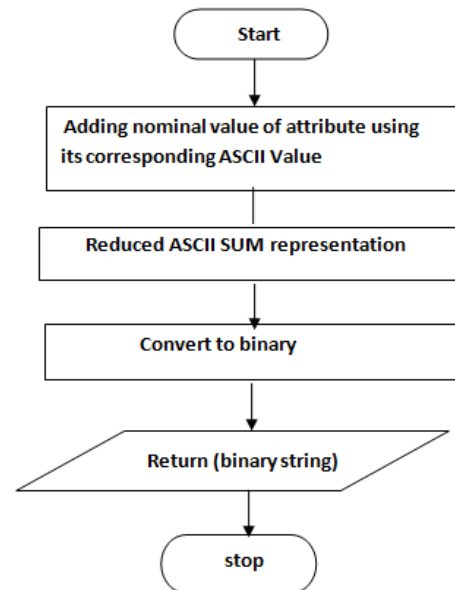 Start
Adding nominal value of attribute using
its corresponding ASCII Value
Reduced ASCII SUM representation
Convert to binary
Return (binary string)
stop